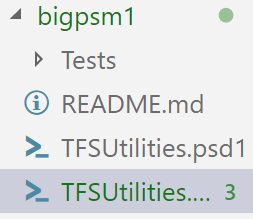 bigpsm1
Tests
README.md
TFSUtilities.psd1
TFSUtilities.... 3